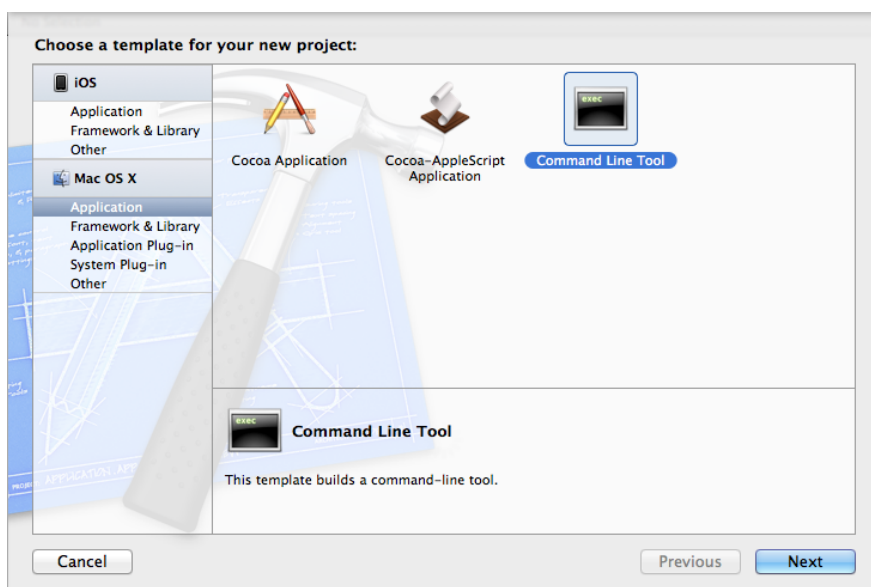 Choose a template for your new project:
iOS
Application
Framework & Library
Other
Mac OS X
Application
Framework & Library
Application Plug-in
System Plug-in
Other
Cocoa Application
Cocoa-AppleScript
Application
exec
Command Line Tool
exec
Command Line Tool
This template builds a command-line tool.
Cancel
Previous
Next